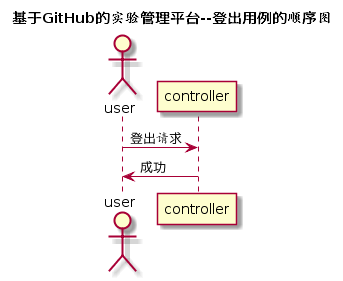 基于GitHub的实验管理平台--登出用例的顺序图
user
controller
登出请求
成功
user
controller